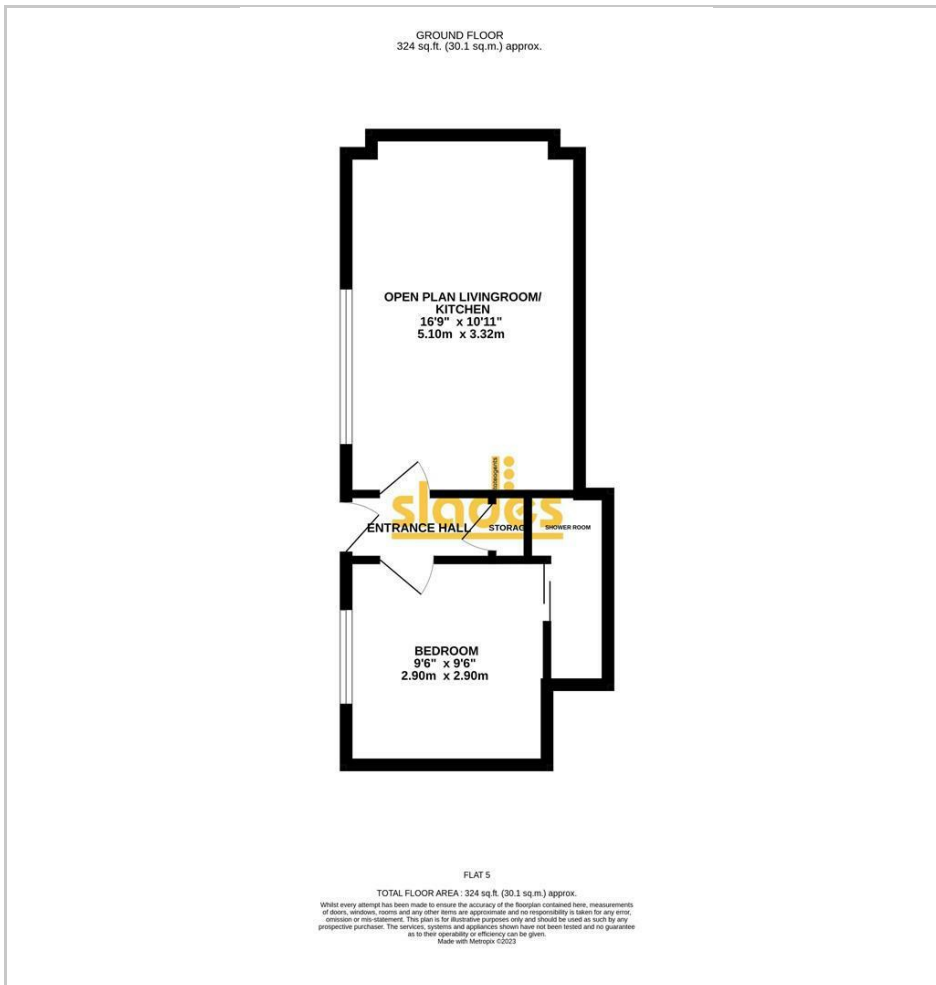 GROUND FLOOR
324 sq.ft. (30.1 sq.m.) approx.
OPEN PLAN LIVINGROOM/
KITCHEN
16'9" x 10'11"
5.10m x 3.32m
slades
ENTRANCE HALL
STORAGE
SHOWER ROOM
BEDROOM
9'6" x 9'6"
2.90m x 2.90m
FLAT 5
TOTAL FLOOR AREA : 324 sq.ft. (30.1 sq.m.) approx.
Whilst every attempt has been made to ensure the accuracy of the floorplan contained here, measurements
of doors, windows, rooms and any other items are approximate and no responsibility is taken for any error,
omission or mis-statement. This plan is for illustrative purposes only and should be used as such by any
prospective purchaser. The services, systems and appliances shown have not been tested and no guarantee
as to their operability or efficiency can be given.
Made with Metropix ©2023